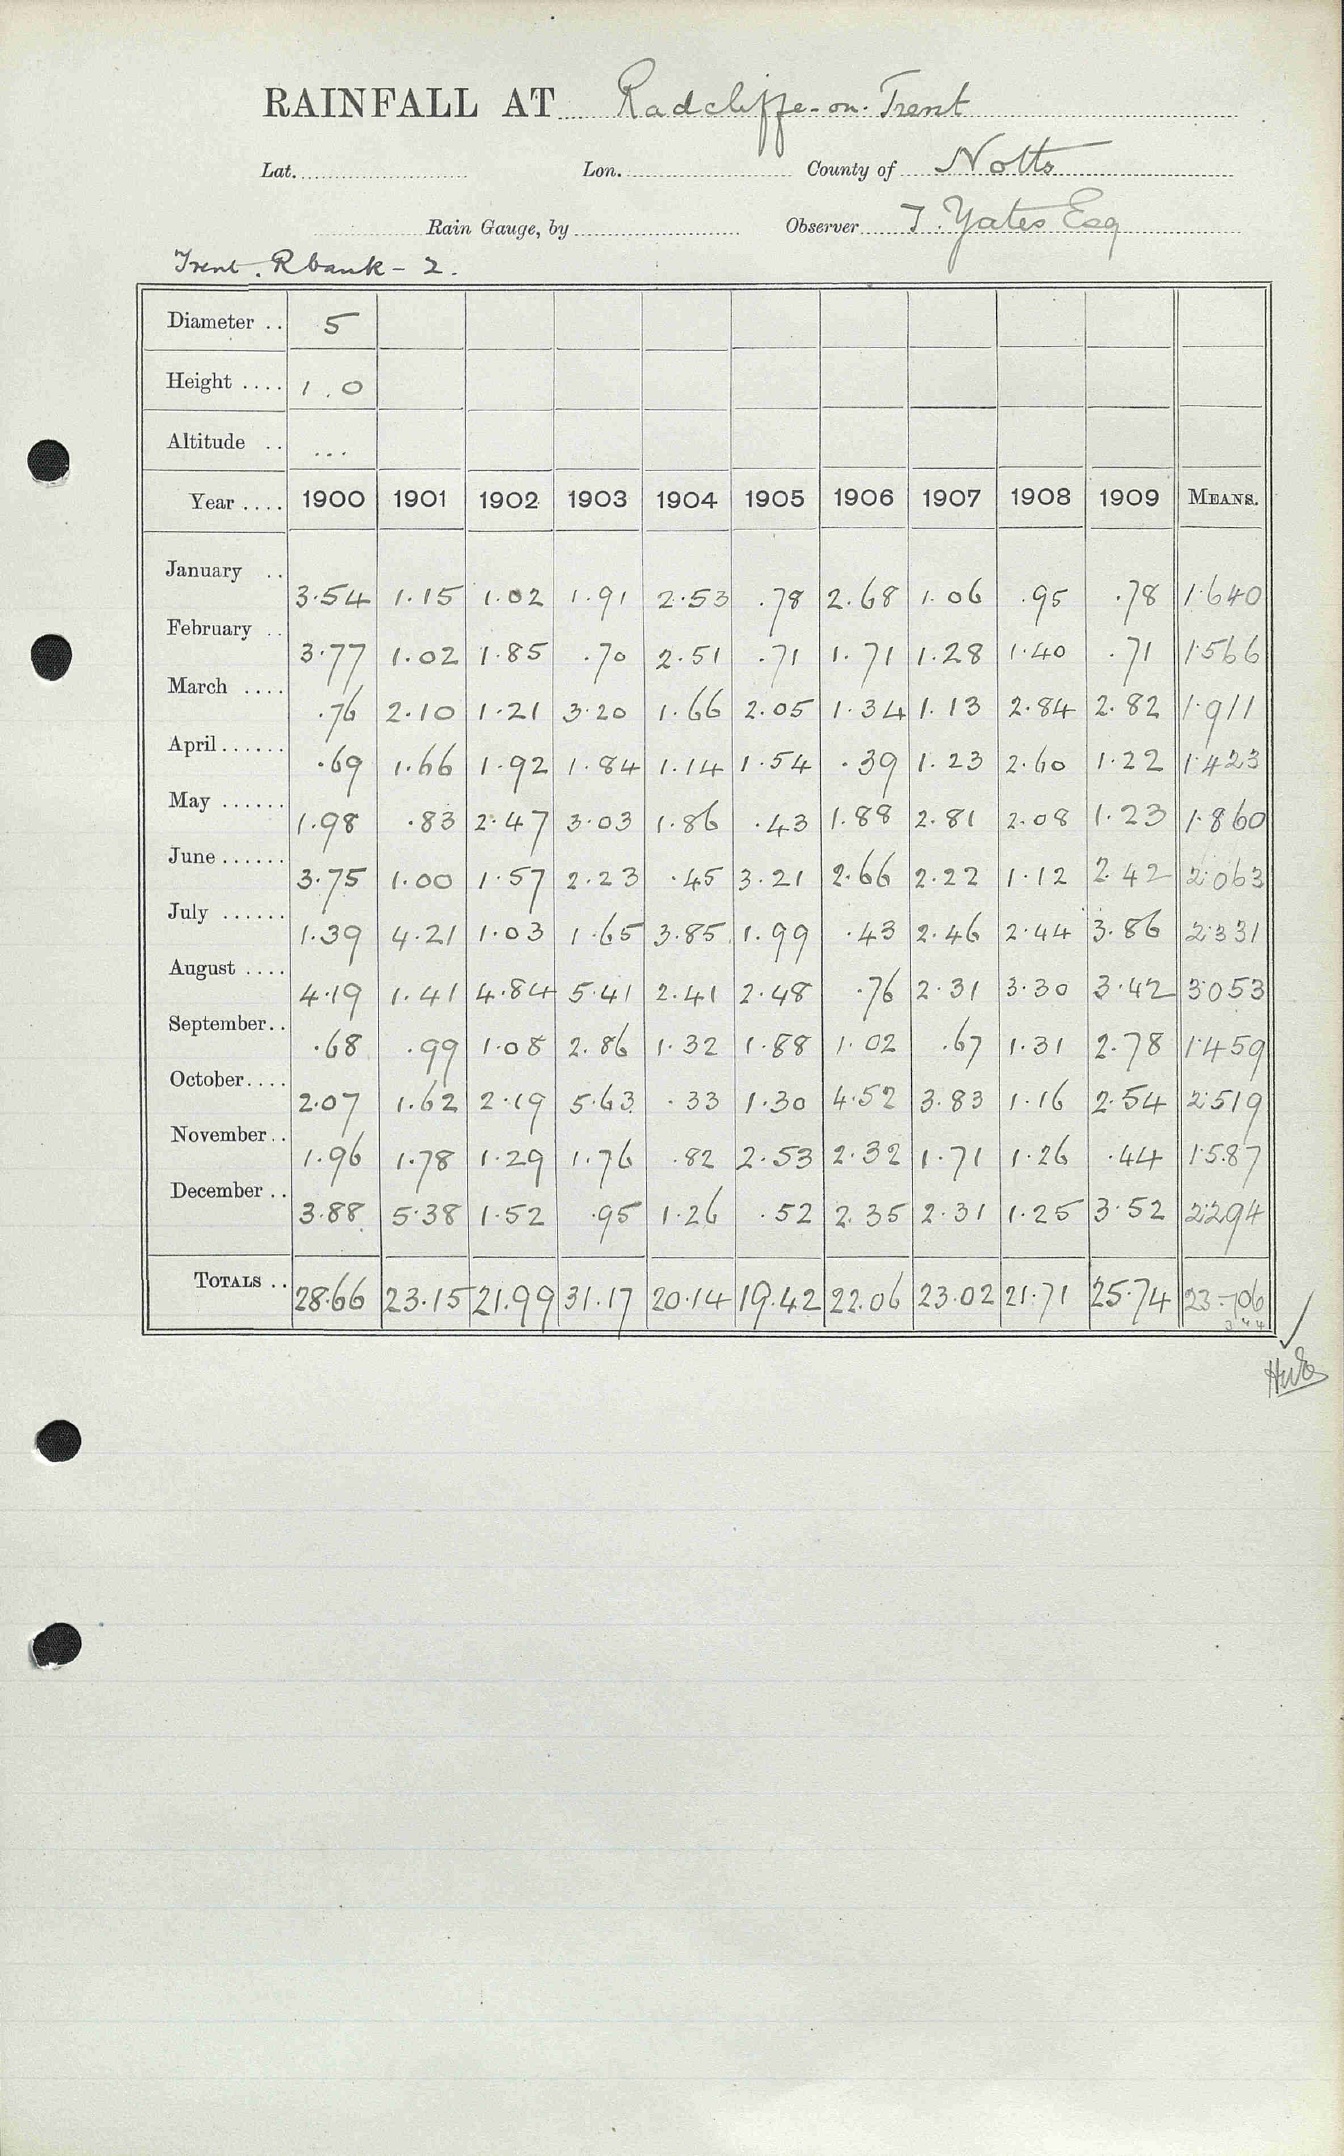 RAINFALL AT Radcliffe-on-Trent
Lat. Lon. County of Notts
Rain Gauge, by Observer T. Yates Esq
Trent. R bank - 2.
Diameter .. 5
Height .... 1.0
Altitude .. ...
Year .... 1900 1901 1902 1903 1904 1905 1906 1907 1908 1909 MEANS.
January .. 3.54 1.15 1.02 1.91 2.53 .78 2.68 1.06 .95 .78 1.640
February .. 3.77 1.02 1.85 .70 2.51 .71 1.71 1.28 1.40 .71 1.566
March .... .76 2.10 1.21 3.20 1.66 2.05 1.34 1.13 2.84 2.82 1.911
April ...... .69 1.66 1.92 1.84 1.14 1.54 .39 1.23 2.60 1.22 1.423
May ...... 1.98 .83 2.47 3.03 1.86 .43 1.88 2.81 2.08 1.23 1.860
June ...... 3.75 1.00 1.57 2.23 .45 3.21 2.66 2.22 1.12 2.42 2.063
July ...... 1.39 4.21 1.03 1.65 3.85 1.99 .43 2.46 2.44 3.86 2.331
August .... 4.19 1.41 4.84 5.41 2.41 2.48 .76 2.31 3.30 3.42 3.053
September .. .68 .99 1.08 2.86 1.32 1.88 1.02 .67 1.31 2.78 1.459
October .... 2.07 1.62 2.19 5.63 .33 1.30 4.52 3.83 1.16 2.54 2.519
November .. 1.96 1.78 1.29 1.76 .82 2.53 2.32 1.71 1.26 .44 1.587
December .. 3.88 5.38 1.52 .95 1.26 .52 2.35 2.31 1.25 3.52 2.294
TOTALS .. 28.66 23.15 21.99 31.17 20.14 19.42 22.06 23.02 21.71 25.74 23.706